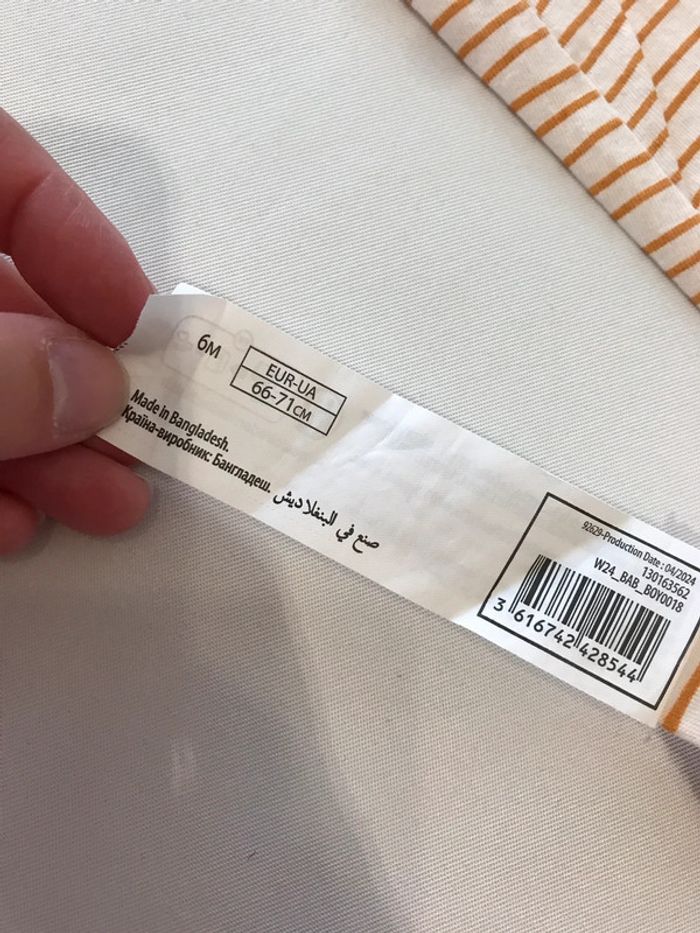 6M
EUR-UA
66-71CM
Made in Bangladesh.
Країна-виробник: Бангладеш.
صنع في البنغلاديش
92629-Production Date : 04/2024
130163562
W24_BAB_BOY0018
3 616742 428544